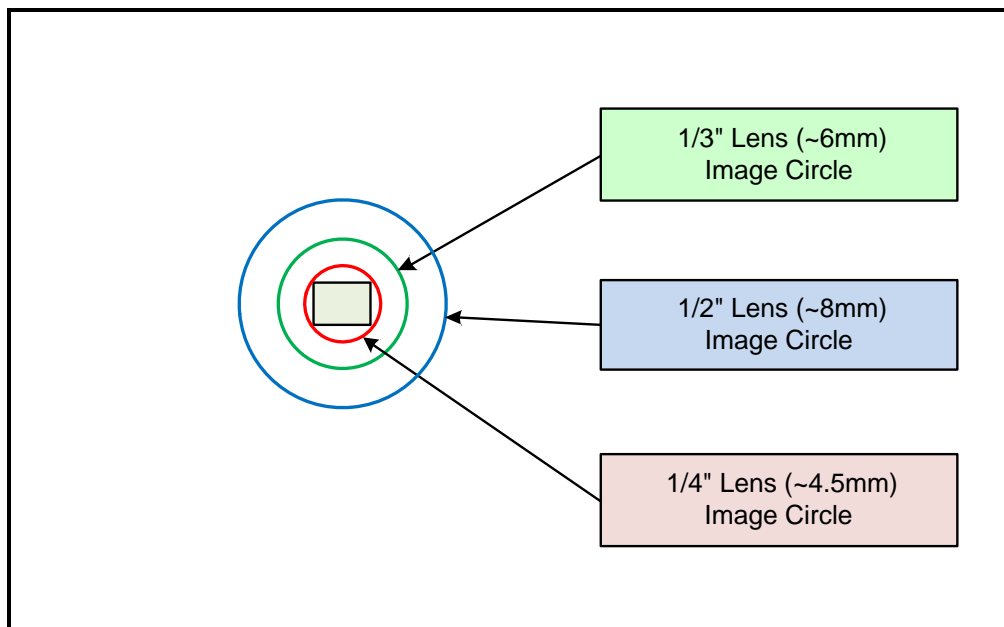 1/3" Lens (~6mm)
Image Circle
1/2" Lens (~8mm)
Image Circle
1/4" Lens (~4.5mm)
Image Circle